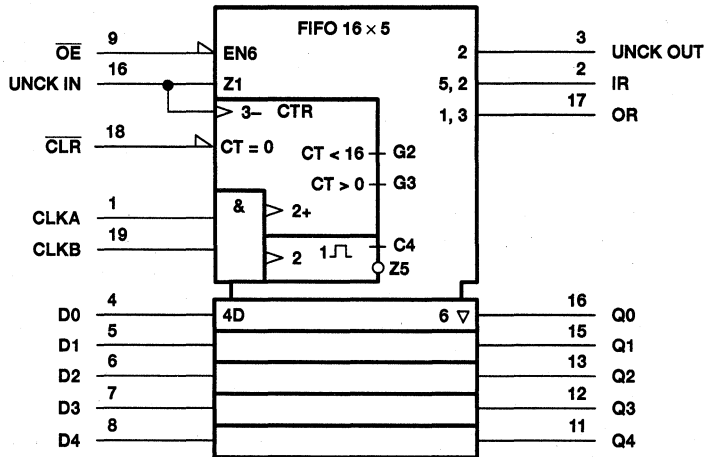 FIFO 16 × 5
OE 9 EN6 2 3 UNCK OUT
UNCK IN 16 Z1 5, 2 2 IR
3– CTR 1, 3 17 OR
CLR 18 CT = 0 CT < 16 G2
CT > 0 G3
CLKA 1 & 2+
CLKB 19 2 1 C4
Z5
D0 4 4D 6 ▽ 16 Q0
D1 5 15 Q1
D2 6 13 Q2
D3 7 12 Q3
D4 8 11 Q4